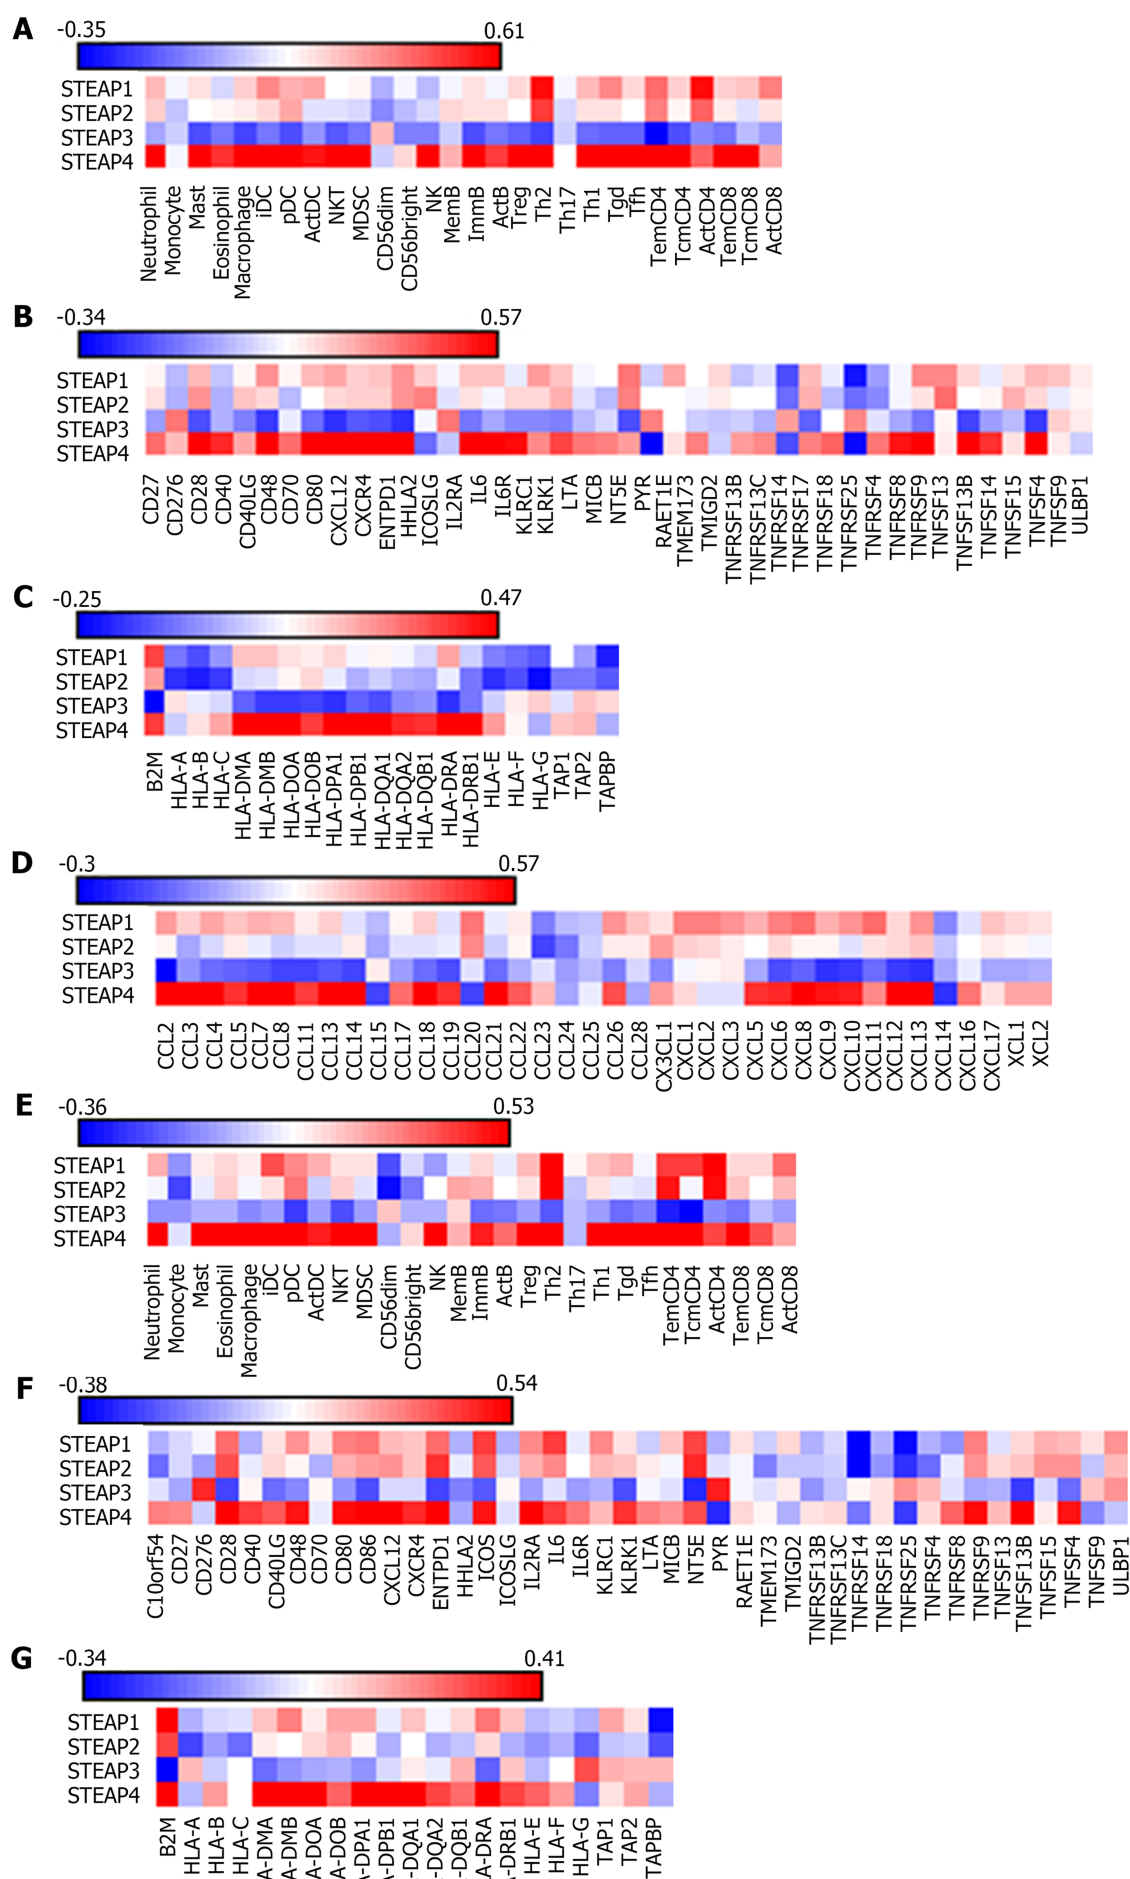 A
-0.35 0.61
STEAP1
STEAP2
STEAP3
STEAP4
Neutrophil Monocyte Mast Eosinophil Macrophage iDC pDC ActDC NKT MDSC CD56dim CD56bright NK MemB ImmB ActB Treg Th2 Th17 Th1 Tgd Tfh TemCD4 TcmCD4 ActCD4 TemCD8 TcmCD8 ActCD8
B
-0.34 0.57
STEAP1
STEAP2
STEAP3
STEAP4
CD27 CD276 CD28 CD40 CD40LG CD48 CD70 CD80 CXCL12 CXCR4 ENTPD1 HHLA2 ICOSLG IL2RA IL6 IL6R KLRC1 KLRK1 LTA MICB NT5E PYR RAET1E TMEM173 TMIGD2 TNFRSF13B TNFRSF13C TNFRSF14 TNFRSF17 TNFRSF18 TNFRSF25 TNFRSF4 TNFRSF8 TNFRSF9 TNFSF13 TNFSF13B TNFSF14 TNFSF15 TNFSF4 TNFSF9 ULBP1
C
-0.25 0.47
STEAP1
STEAP2
STEAP3
STEAP4
B2M HLA-A HLA-B HLA-C HLA-DMA HLA-DMB HLA-DOA HLA-DOB HLA-DPA1 HLA-DPB1 HLA-DQA1 HLA-DQA2 HLA-DQB1 HLA-DRA HLA-DRB1 HLA-E HLA-F HLA-G TAP1 TAP2 TAPBP
D
-0.3 0.57
STEAP1
STEAP2
STEAP3
STEAP4
CCL2 CCL3 CCL4 CCL5 CCL7 CCL8 CCL11 CCL13 CCL14 CCL15 CCL17 CCL18 CCL19 CCL20 CCL21 CCL22 CCL23 CCL24 CCL25 CCL26 CCL28 CX3CL1 CXCL1 CXCL2 CXCL3 CXCL5 CXCL6 CXCL8 CXCL9 CXCL10 CXCL11 CXCL12 CXCL13 CXCL14 CXCL16 CXCL17 XCL1 XCL2
E
-0.36 0.53
STEAP1
STEAP2
STEAP3
STEAP4
Neutrophil Monocyte Mast Eosinophil Macrophage iDC pDC ActDC NKT MDSC CD56dim CD56bright NK MemB ImmB ActB Treg Th2 Th17 Th1 Tgd Tfh TemCD4 TcmCD4 ActCD4 TemCD8 TcmCD8 ActCD8
F
-0.38 0.54
STEAP1
STEAP2
STEAP3
STEAP4
C10orf54 CD27 CD276 CD28 CD40 CD40LG CD48 CD70 CD80 CD86 CXCL12 CXCR4 ENTPD1 HHLA2 ICOS ICOSLG IL2RA IL6 IL6R KLRC1 KLRK1 LTA MICB NT5E PYR RAET1E TMEM173 TMIGD2 TNFRSF13B TNFRSF13C TNFRSF14 TNFRSF18 TNFRSF25 TNFRSF4 TNFRSF8 TNFRSF9 TNFSF13 TNFSF13B TNFSF15 TNFSF4 TNFSF9 ULBP1
G
-0.34 0.41
STEAP1
STEAP2
STEAP3
STEAP4
B2M HLA-A HLA-B HLA-C A-DMA A-DMB A-DOA A-DOB A-DPA1 A-DPB1 -DQA1 -DQA2 -DQB1 A-DRA A-DRB1 HLA-E HLA-F HLA-G TAP1 TAP2 TAPBP